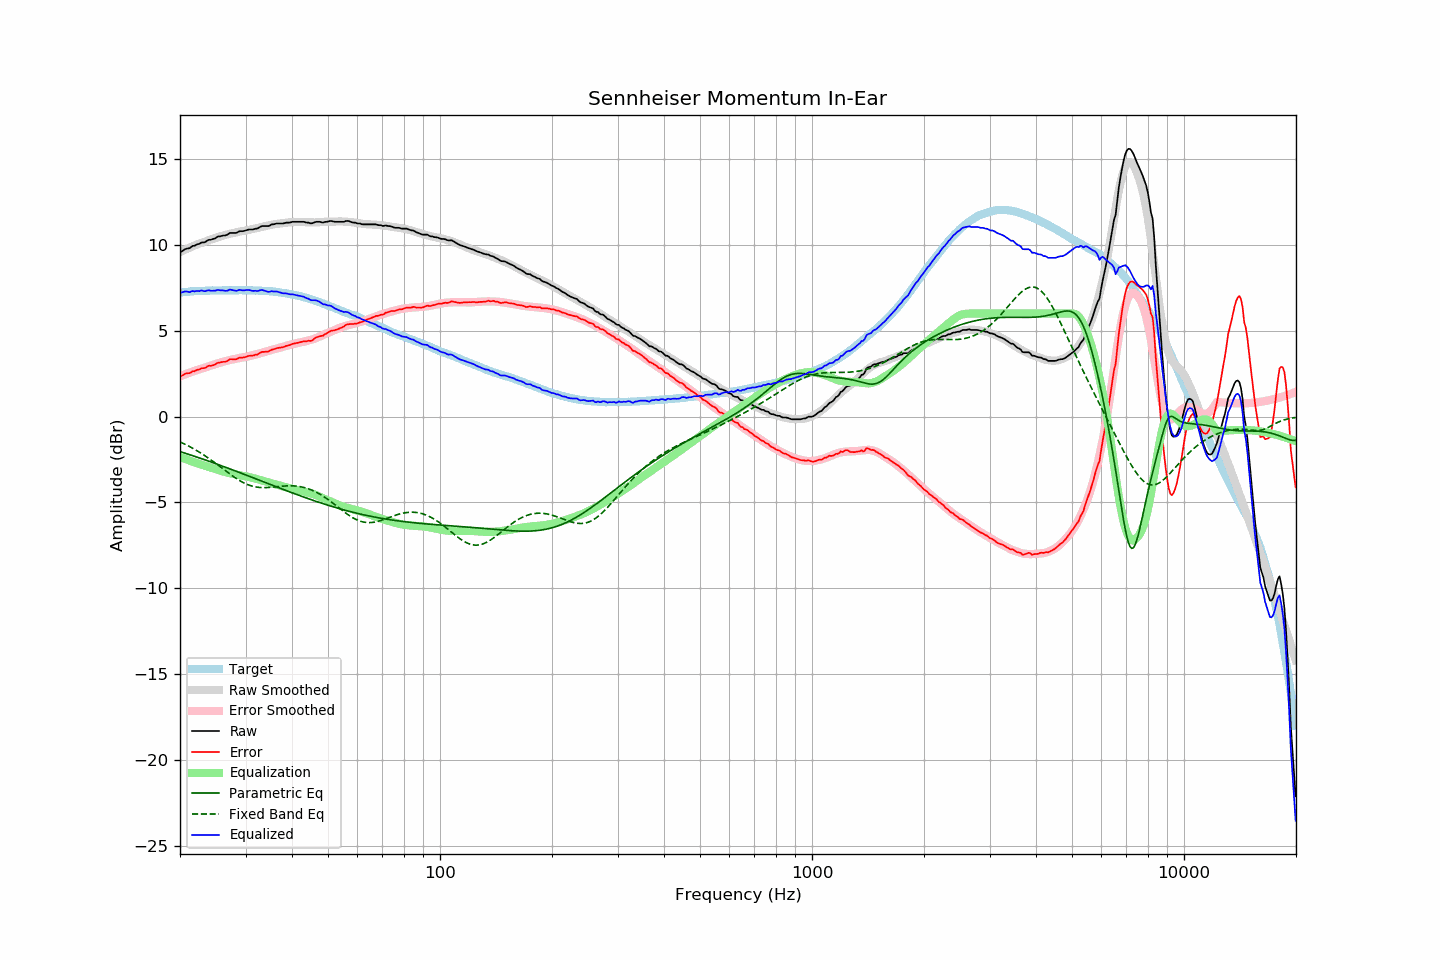 Sennheiser Momentum In-Ear
15
10
5
0
−5
−10
−15
−20
−25
Amplitude (dBr)
Target
Raw Smoothed
Error Smoothed
Raw
Error
Equalization
Parametric Eq
Fixed Band Eq
Equalized
100 1000 10000
Frequency (Hz)